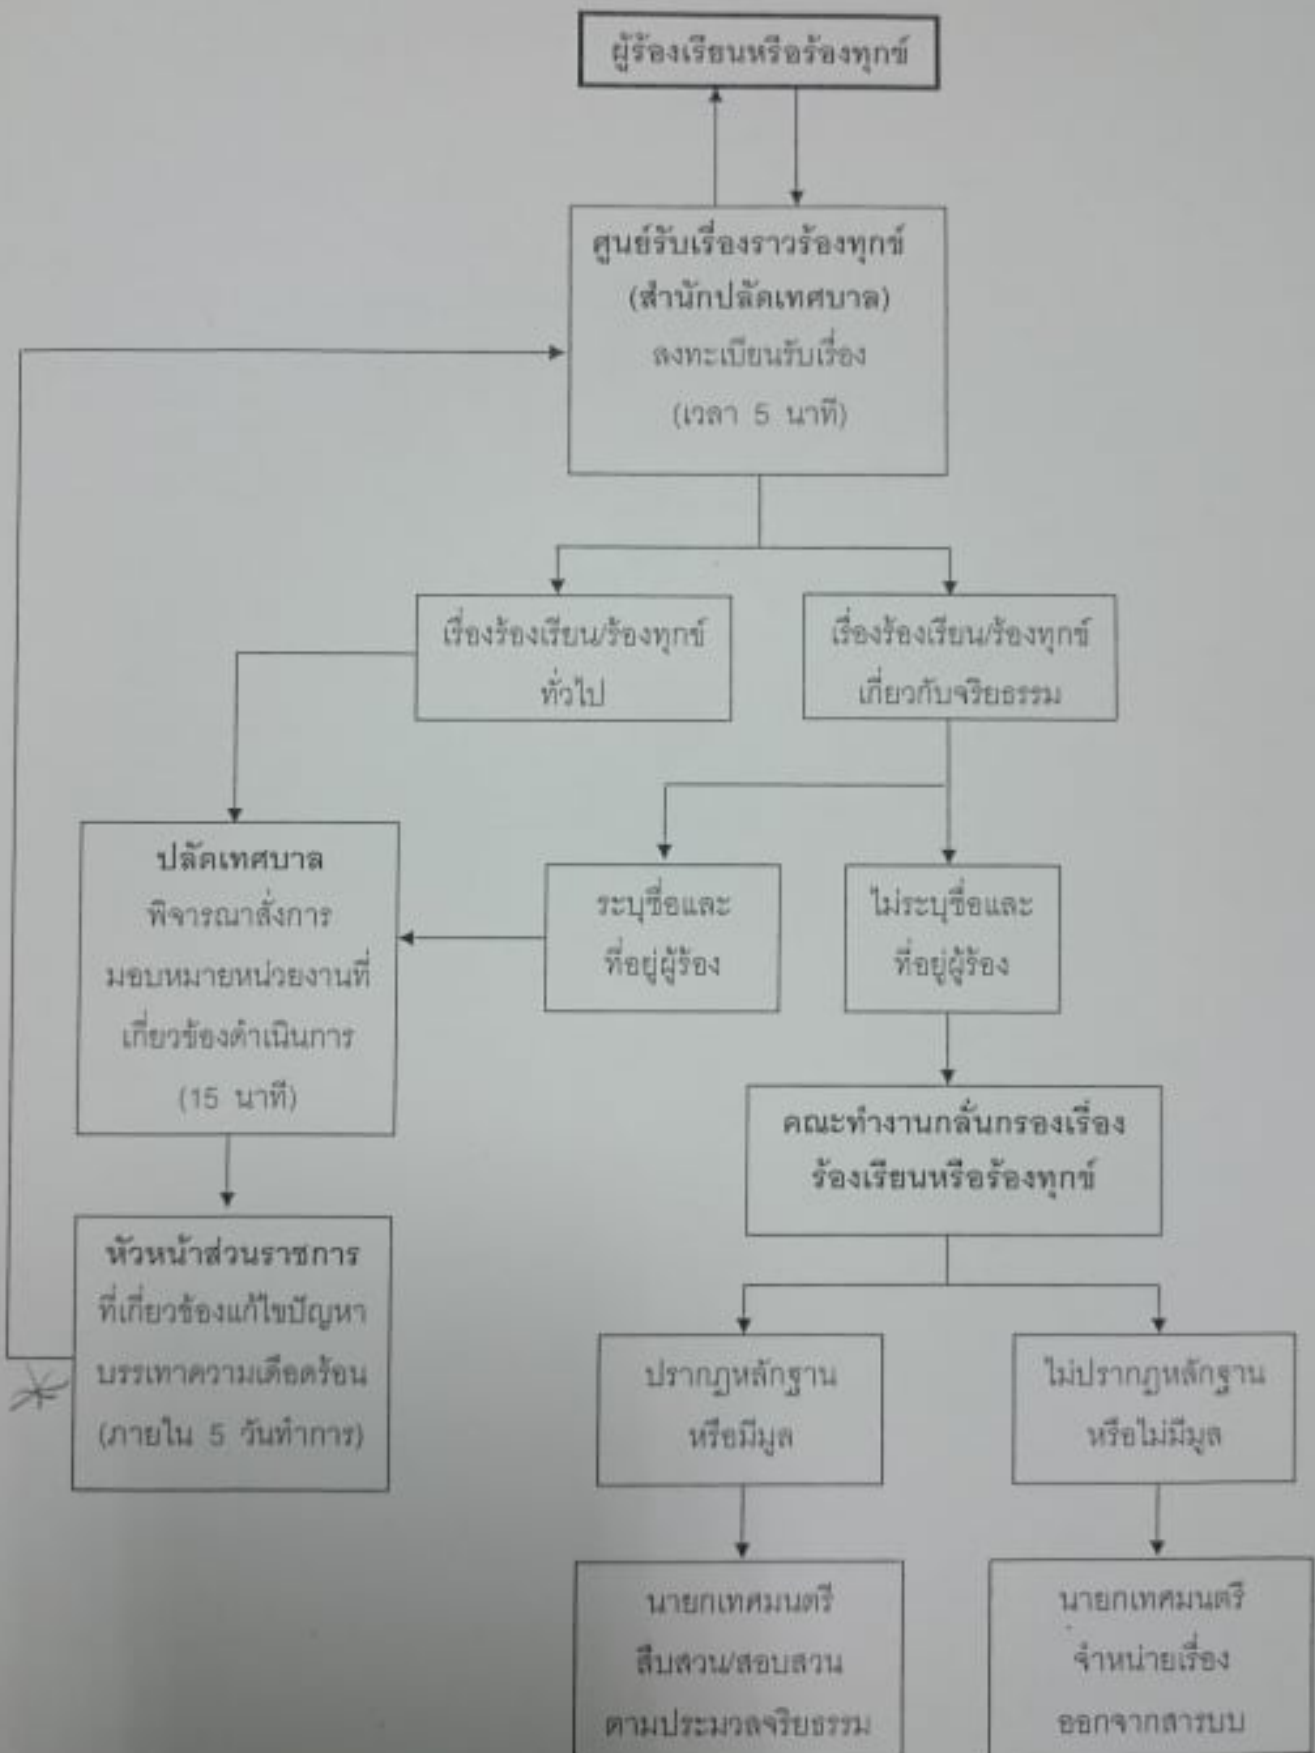 ผู้ร้องเรียนหรือร้องทุกข์
ศูนย์รับเรื่องราวร้องทุกข์
(สำนักปลัดเทศบาล)
ลงทะเบียนรับเรื่อง
(เวลา 5 นาที)
เรื่องร้องเรียน/ร้องทุกข์
ทั่วไป
เรื่องร้องเรียน/ร้องทุกข์
เกี่ยวกับจริยธรรม
ปลัดเทศบาล
พิจารณาสั่งการ
มอบหมายหน่วยงานที่
เกี่ยวข้องดำเนินการ
(15 นาที)
ระบุชื่อและ
ที่อยู่ผู้ร้อง
ไม่ระบุชื่อและ
ที่อยู่ผู้ร้อง
คณะทำงานกลั่นกรองเรื่อง
ร้องเรียนหรือร้องทุกข์
หัวหน้าส่วนราชการ
ที่เกี่ยวข้องแก้ไขปัญหา
บรรเทาความเดือดร้อน
(ภายใน 5 วันทำการ)
ปรากฏหลักฐาน
หรือมีมูล
ไม่ปรากฏหลักฐาน
หรือไม่มีมูล
นายกเทศมนตรี
สืบสวน/สอบสวน
ตามประมวลจริยธรรม
นายกเทศมนตรี
จำหน่ายเรื่อง
ออกจากสารบบ